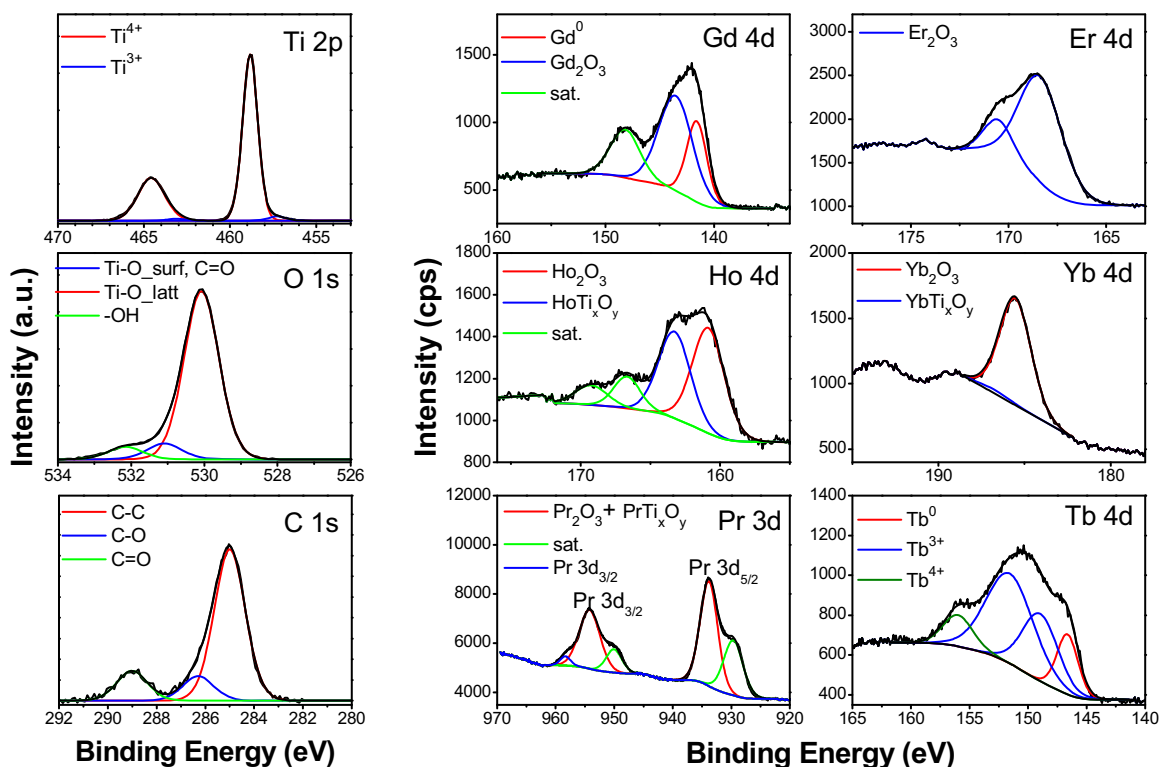 Ti 2p
Ti4+
Ti3+
470 465 460 455
O 1s
Ti-O_surf, C=O
Ti-O_latt
-OH
534 532 530 528 526
C 1s
C-C
C-O
C=O
292 290 288 286 284 282 280
Intensity (a.u.)
Binding Energy (eV)
Gd 4d
Gd0
Gd2O3
sat.
1500
1000
500
160 150 140
Er 4d
Er2O3
3000
2500
2000
1500
1000
175 170 165
Ho 4d
Ho2O3
HoTixOy
sat.
1800
1600
1400
1200
1000
800
170 160
Yb 4d
Yb2O3
YbTixOy
2000
1500
1000
500
190 180
Pr 3d
Pr2O3 + PrTixOy
sat.
Pr 3d3/2
Pr 3d3/2
Pr 3d5/2
12000
10000
8000
6000
4000
970 960 950 940 930 920
Tb 4d
Tb0
Tb3+
Tb4+
1400
1200
1000
800
600
400
165 160 155 150 145 140
Intensity (cps)
Binding Energy (eV)